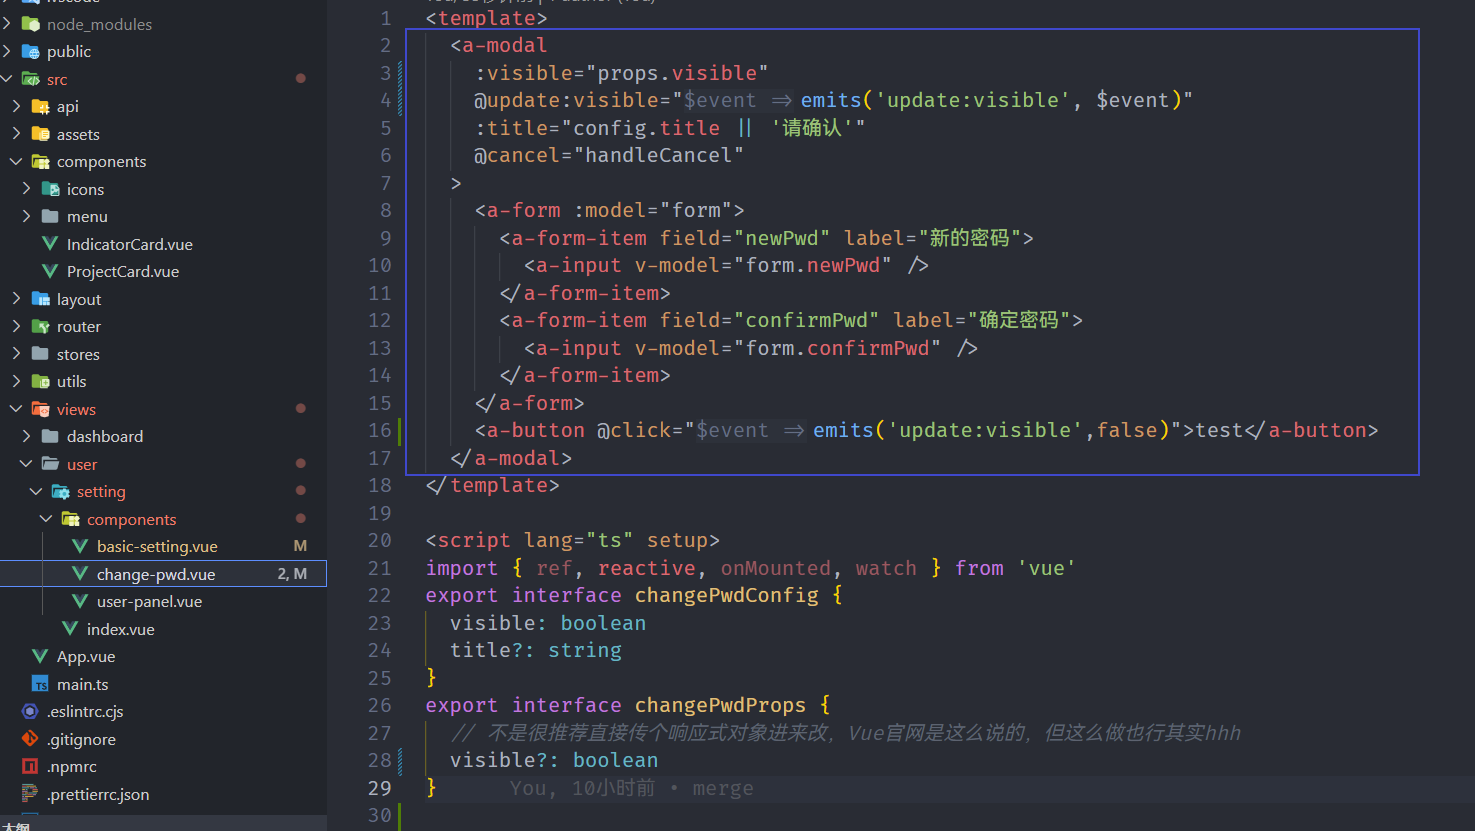 node_modules
public
src
api
assets
components
icons
menu
IndicatorCard.vue
ProjectCard.vue
layout
router
stores
utils
views
dashboard
user
setting
components
basic-setting.vue M
change-pwd.vue 2, M
user-panel.vue
index.vue
App.vue
main.ts
.eslintrc.cjs
.gitignore
.npmrc
.prettierrc.json
大纲
1 <template>
2 <a-modal
3 :visible="props.visible"
4 @update:visible="$event => emits('update:visible', $event)"
5 :title="config.title || '请确认'"
6 @cancel="handleCancel"
7 >
8 <a-form :model="form">
9 <a-form-item field="newPwd" label="新的密码">
10 <a-input v-model="form.newPwd" />
11 </a-form-item>
12 <a-form-item field="confirmPwd" label="确定密码">
13 <a-input v-model="form.confirmPwd" />
14 </a-form-item>
15 </a-form>
16 <a-button @click="$event => emits('update:visible',false)">test</a-button>
17 </a-modal>
18 </template>
19
20 <script lang="ts" setup>
21 import { ref, reactive, onMounted, watch } from 'vue'
22 export interface changePwdConfig {
23 visible: boolean
24 title?: string
25 }
26 export interface changePwdProps {
27 // 不是很推荐直接传个响应式对象进来改，Vue官网是这么说的，但这么做也行其实hhh
28 visible?: boolean
29 } You, 10小时前 • merge
30